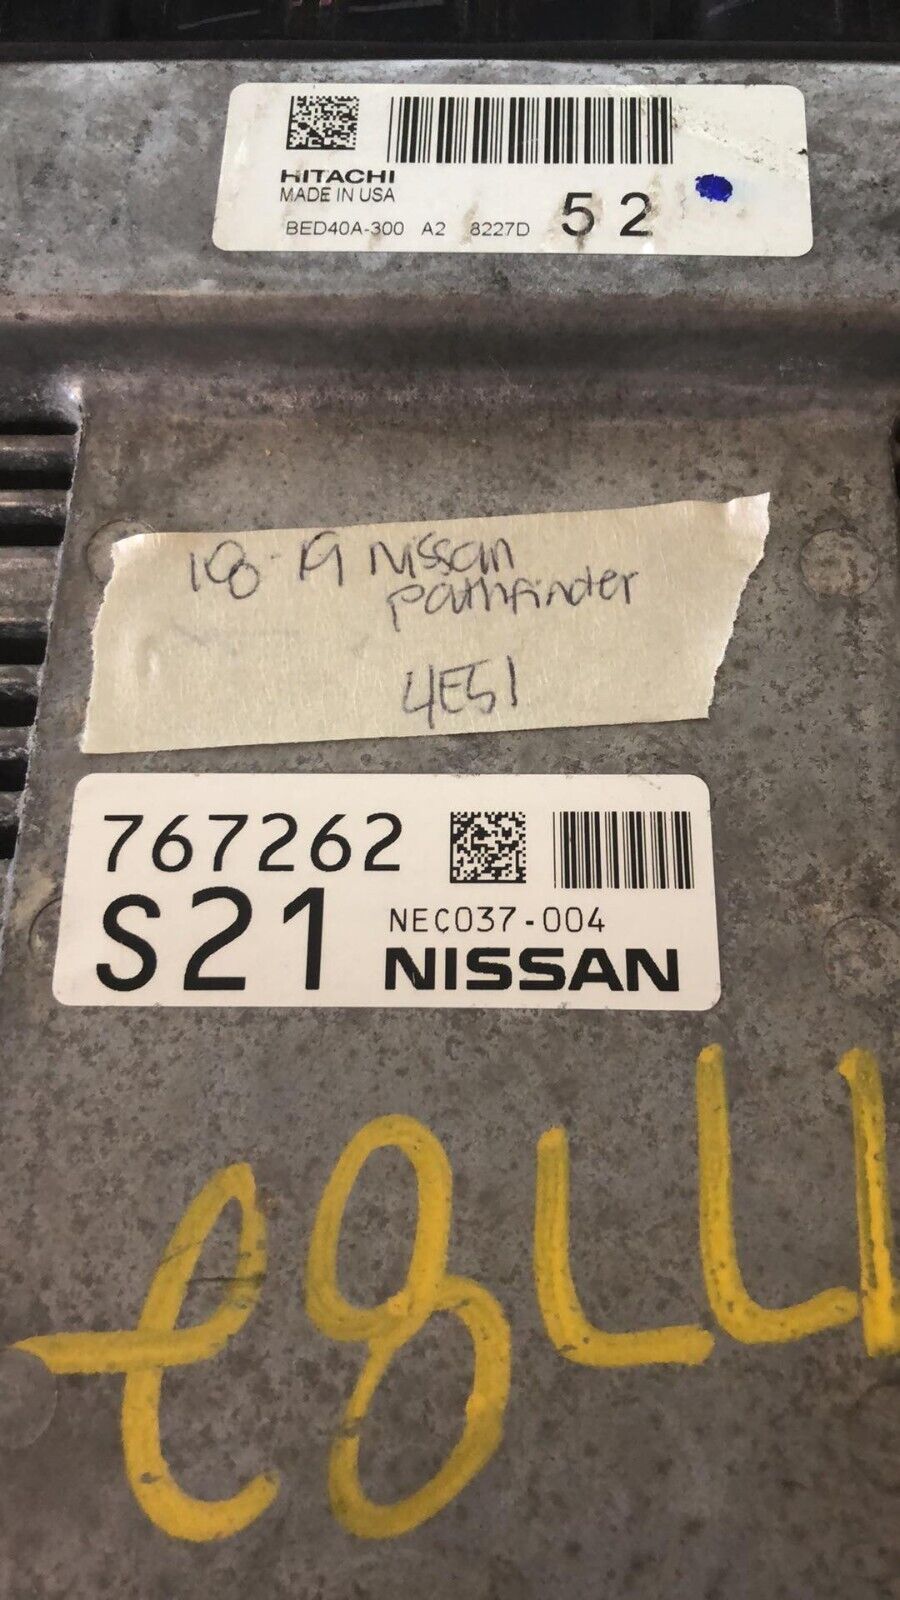 HITACHI
MADE IN USA
BED40A-300 A2 8227D 52
18-19 Nissan
pathfinder
4E51
767262
S21 NEC037-004
NISSAN